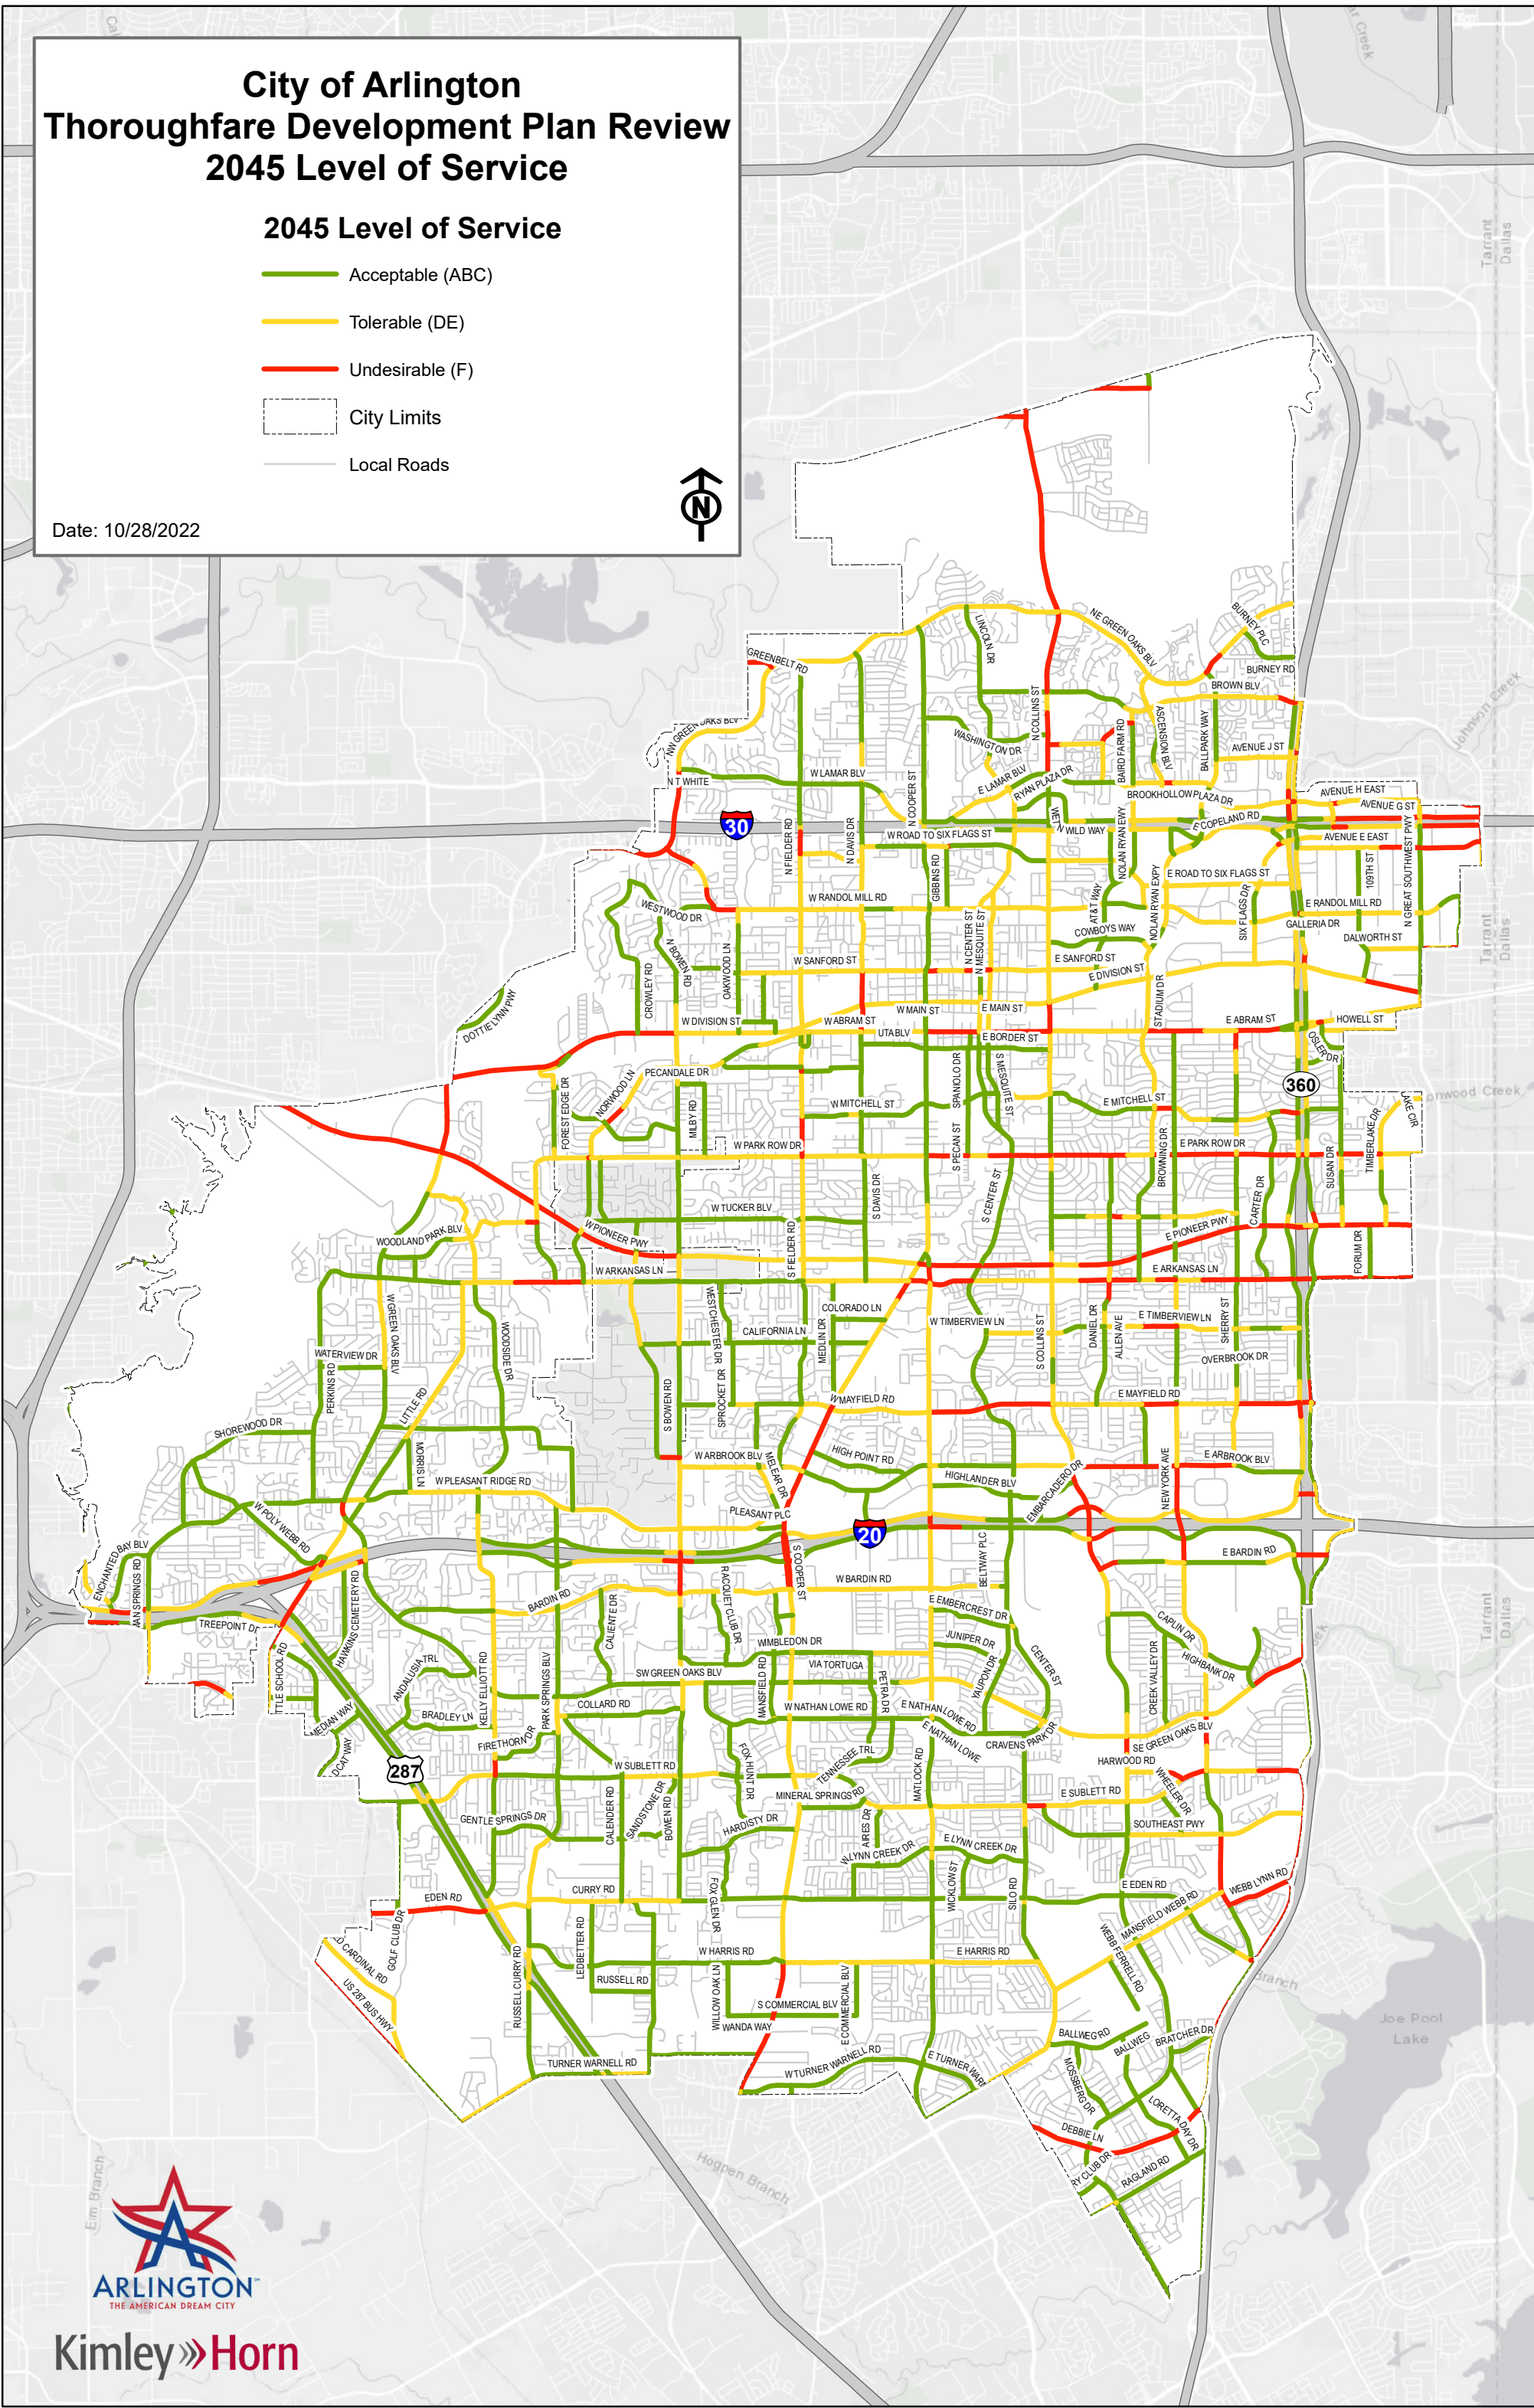 City of Arlington
Thoroughfare Development Plan Review
2045 Level of Service
2045 Level of Service
Acceptable (ABC)
Tolerable (DE)
Undesirable (F)
City Limits
Local Roads
N
Date: 10/28/2022
Tarrant
Dallas
Johnson Creek
LINCOLN DR
NE GREEN OAKS BLV
BURNEY PLC
BURNEY RD
GREENBELT RD
BROWN BLV
N COLLINS ST
ASCENSION BLV
BALLPARK WAY
BAIRD FARM RD
NW GREEN OAKS BLV
WASHINGTON DR
AVENUE J ST
N T WHITE
W LAMAR BLV
N COOPER ST
E LAMAR BLV
RYAN PLAZA DR
BROOKHOLLOW PLAZA DR
AVENUE H EAST
AVENUE G ST
30
E COPELAND RD
WILD WAY
W ROAD TO SIX FLAGS ST
AVENUE E EAST
N FIELDER RD
N DAVIS DR
GIBBINS RD
NOLAN RYAN EWY
NOLAN RYAN EXPY
E ROAD TO SIX FLAGS ST
109TH ST
N GREAT SOUTHWEST PWY
W RANDOL MILL RD
E RANDOL MILL RD
WESTWOOD DR
AT&T WAY
SIX FLAGS DR
GALLERIA DR
N BOWEN RD
N CENTER ST
N MESQUITE ST
COWBOYS WAY
DALWORTH ST
Tarrant
Dallas
OAKWOOD LN
W SANFORD ST
E SANFORD ST
CROWLEY RD
E DIVISION ST
DOTTIE LYNN PWY
W DIVISION ST
W ABRAM ST
W MAIN ST
E MAIN ST
STADIUM DR
E ABRAM ST
HOWELL ST
UTA BLV
E BORDER ST
OSLER DR
PECANDALE DR
SPANIOLO DR
S MESQUITE ST
360
FOREST EDGE DR
NORWOOD LN
MILBY RD
W MITCHELL ST
E MITCHELL ST
LAKE CIR
W PARK ROW DR
S PECAN ST
BROWNING DR
E PARK ROW DR
TIMBERLAKE DR
SUSAN DR
S DAVIS DR
S CENTER ST
CARTER DR
W TUCKER BLV
WOODLAND PARK BLV
W PIONEER PWY
S FIELDER RD
E PIONEER PWY
FORUM DR
W ARKANSAS LN
E ARKANSAS LN
W GREEN OAKS BLV
WESTCHESTER DR
COLORADO LN
MEDLIN DR
W TIMBERVIEW LN
E TIMBERVIEW LN
WOODSIDE DR
CALIFORNIA LN
S COLLINS ST
DANIEL DR
ALLEN AVE
SHERRY ST
WATERVIEW DR
PERKINS RD
OVERBROOK DR
LITTLE RD
S BOWEN RD
SPROCKET DR
W MAYFIELD RD
E MAYFIELD RD
SHOREWOOD DR
MORRIS LN
W ARBROOK BLV
HIGH POINT RD
E ARBROOK BLV
MELEAR DR
W PLEASANT RIDGE RD
HIGHLANDER BLV
EMBARCADERO DR
NEW YORK AVE
W POLY WEBB RD
PLEASANT PLC
20
ENCHANTED BAY BLV
S COOPER ST
BELTWAY PLC
E BARDIN RD
W BARDIN RD
BARDIN RD
RACQUET CLUB DR
CALIENTE DR
HAWKINS CEMETERY RD
E EMBERCREST DR
CAPLIN DR
Tarrant
Dallas
JUNIPER DR
WIMBLEDON DR
CENTER ST
CREEK VALLEY DR
HIGHBANK DR
ANDALUSIA TRL
SW GREEN OAKS BLV
VIA TORTUGA
YAUPON DR
KELLY ELLIOTT RD
PARK SPRINGS BLV
MANSFIELD RD
PETRA DR
COLLARD RD
W NATHAN LOWE RD
E NATHAN LOWE RD
MEDIAN WAY
BRADLEY LN
FIRETHORN DR
E NATHAN LOWE
CRAVENS PARK DR
SE GREEN OAKS BLV
287
W SUBLETT RD
FOX HUNT DR
TENNESSEE TRL
MATLOCK RD
HARWOOD RD
WHEELER DR
MINERAL SPRINGS RD
E SUBLETT RD
GENTLE SPRINGS DR
CALENDER RD
SANDSTONE DR
BOWEN RD
HARDISTY DR
AIRES DR
SOUTHEAST PWY
W LYNN CREEK DR
E LYNN CREEK DR
EDEN RD
CURRY RD
FOX GLEN DR
WICKLOW ST
SILO RD
E EDEN RD
WEBB LYNN RD
GOLF CLUB DR
MANSFIELD WEBB RD
W HARRIS RD
E HARRIS RD
WEBB FERRELL RD
LEDBETTER RD
RUSSELL RD
US 287 BUS HWY
RUSSELL CURRY RD
WILLOW OAK LN
S COMMERCIAL BLV
E COMMERCIAL BLV
Branch
Joe Pool
Lake
WANDA WAY
BALLWEG RD
BALLWEG
BRATCHER DR
TURNER WARNELL RD
W TURNER WARNELL RD
MOSSBERG DR
LORETTA DAY DR
DEBBIE LN
RAGLAND RD
Hogpen Branch
Elm Branch
ARLINGTON
THE AMERICAN DREAM CITY
Kimley»Horn